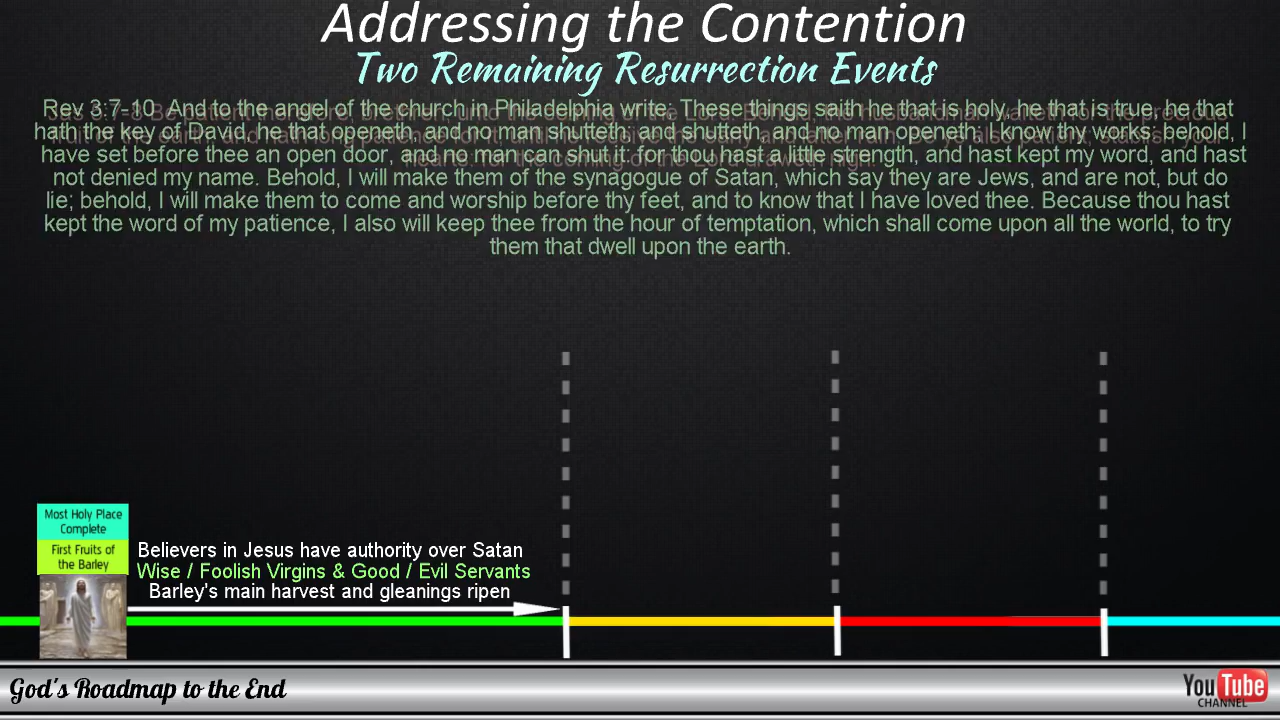 Addressing the Contention
Two Remaining Resurrection Events
Rev 3:7-10 And to the angel of the church in Philadelphia write; These things saith he that is holy, he that is true, he that
hath the key of David, he that openeth, and no man shutteth; and shutteth, and no man openeth; I know thy works: behold, I
have set before thee an open door, and no man can shut it: for thou hast a little strength, and hast kept my word, and hast
not denied my name. Behold, I will make them of the synagogue of Satan, which say they are Jews, and are not, but do
lie; behold, I will make them to come and worship before thy feet, and to know that I have loved thee. Because thou hast
kept the word of my patience, I also will keep thee from the hour of temptation, which shall come upon all the world, to try
them that dwell upon the earth.
Most Holy Place
Complete
First Fruits of
the Barley
Believers in Jesus have authority over Satan
Wise / Foolish Virgins & Good / Evil Servants
Barley's main harvest and gleanings ripen
God's Roadmap to the End
YouTube
CHANNEL